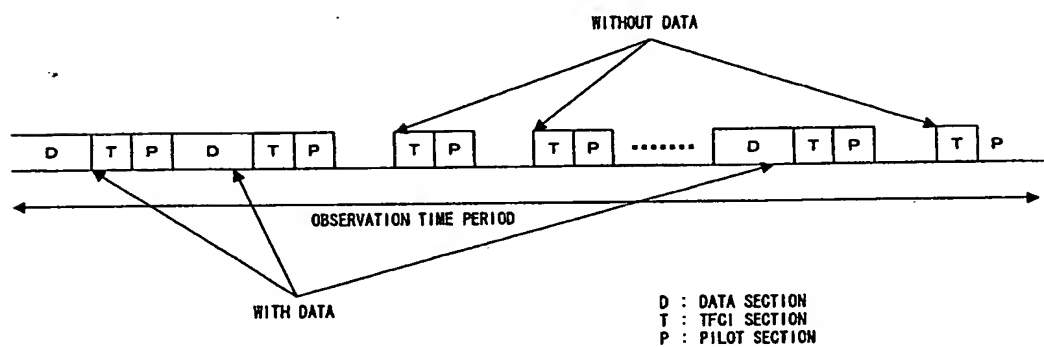 WITHOUT DATA
D T P D T P T P T P ....... D T P T P
OBSERVATION TIME PERIOD
WITH DATA
D : DATA SECTION
T : TFCI SECTION
P : PILOT SECTION